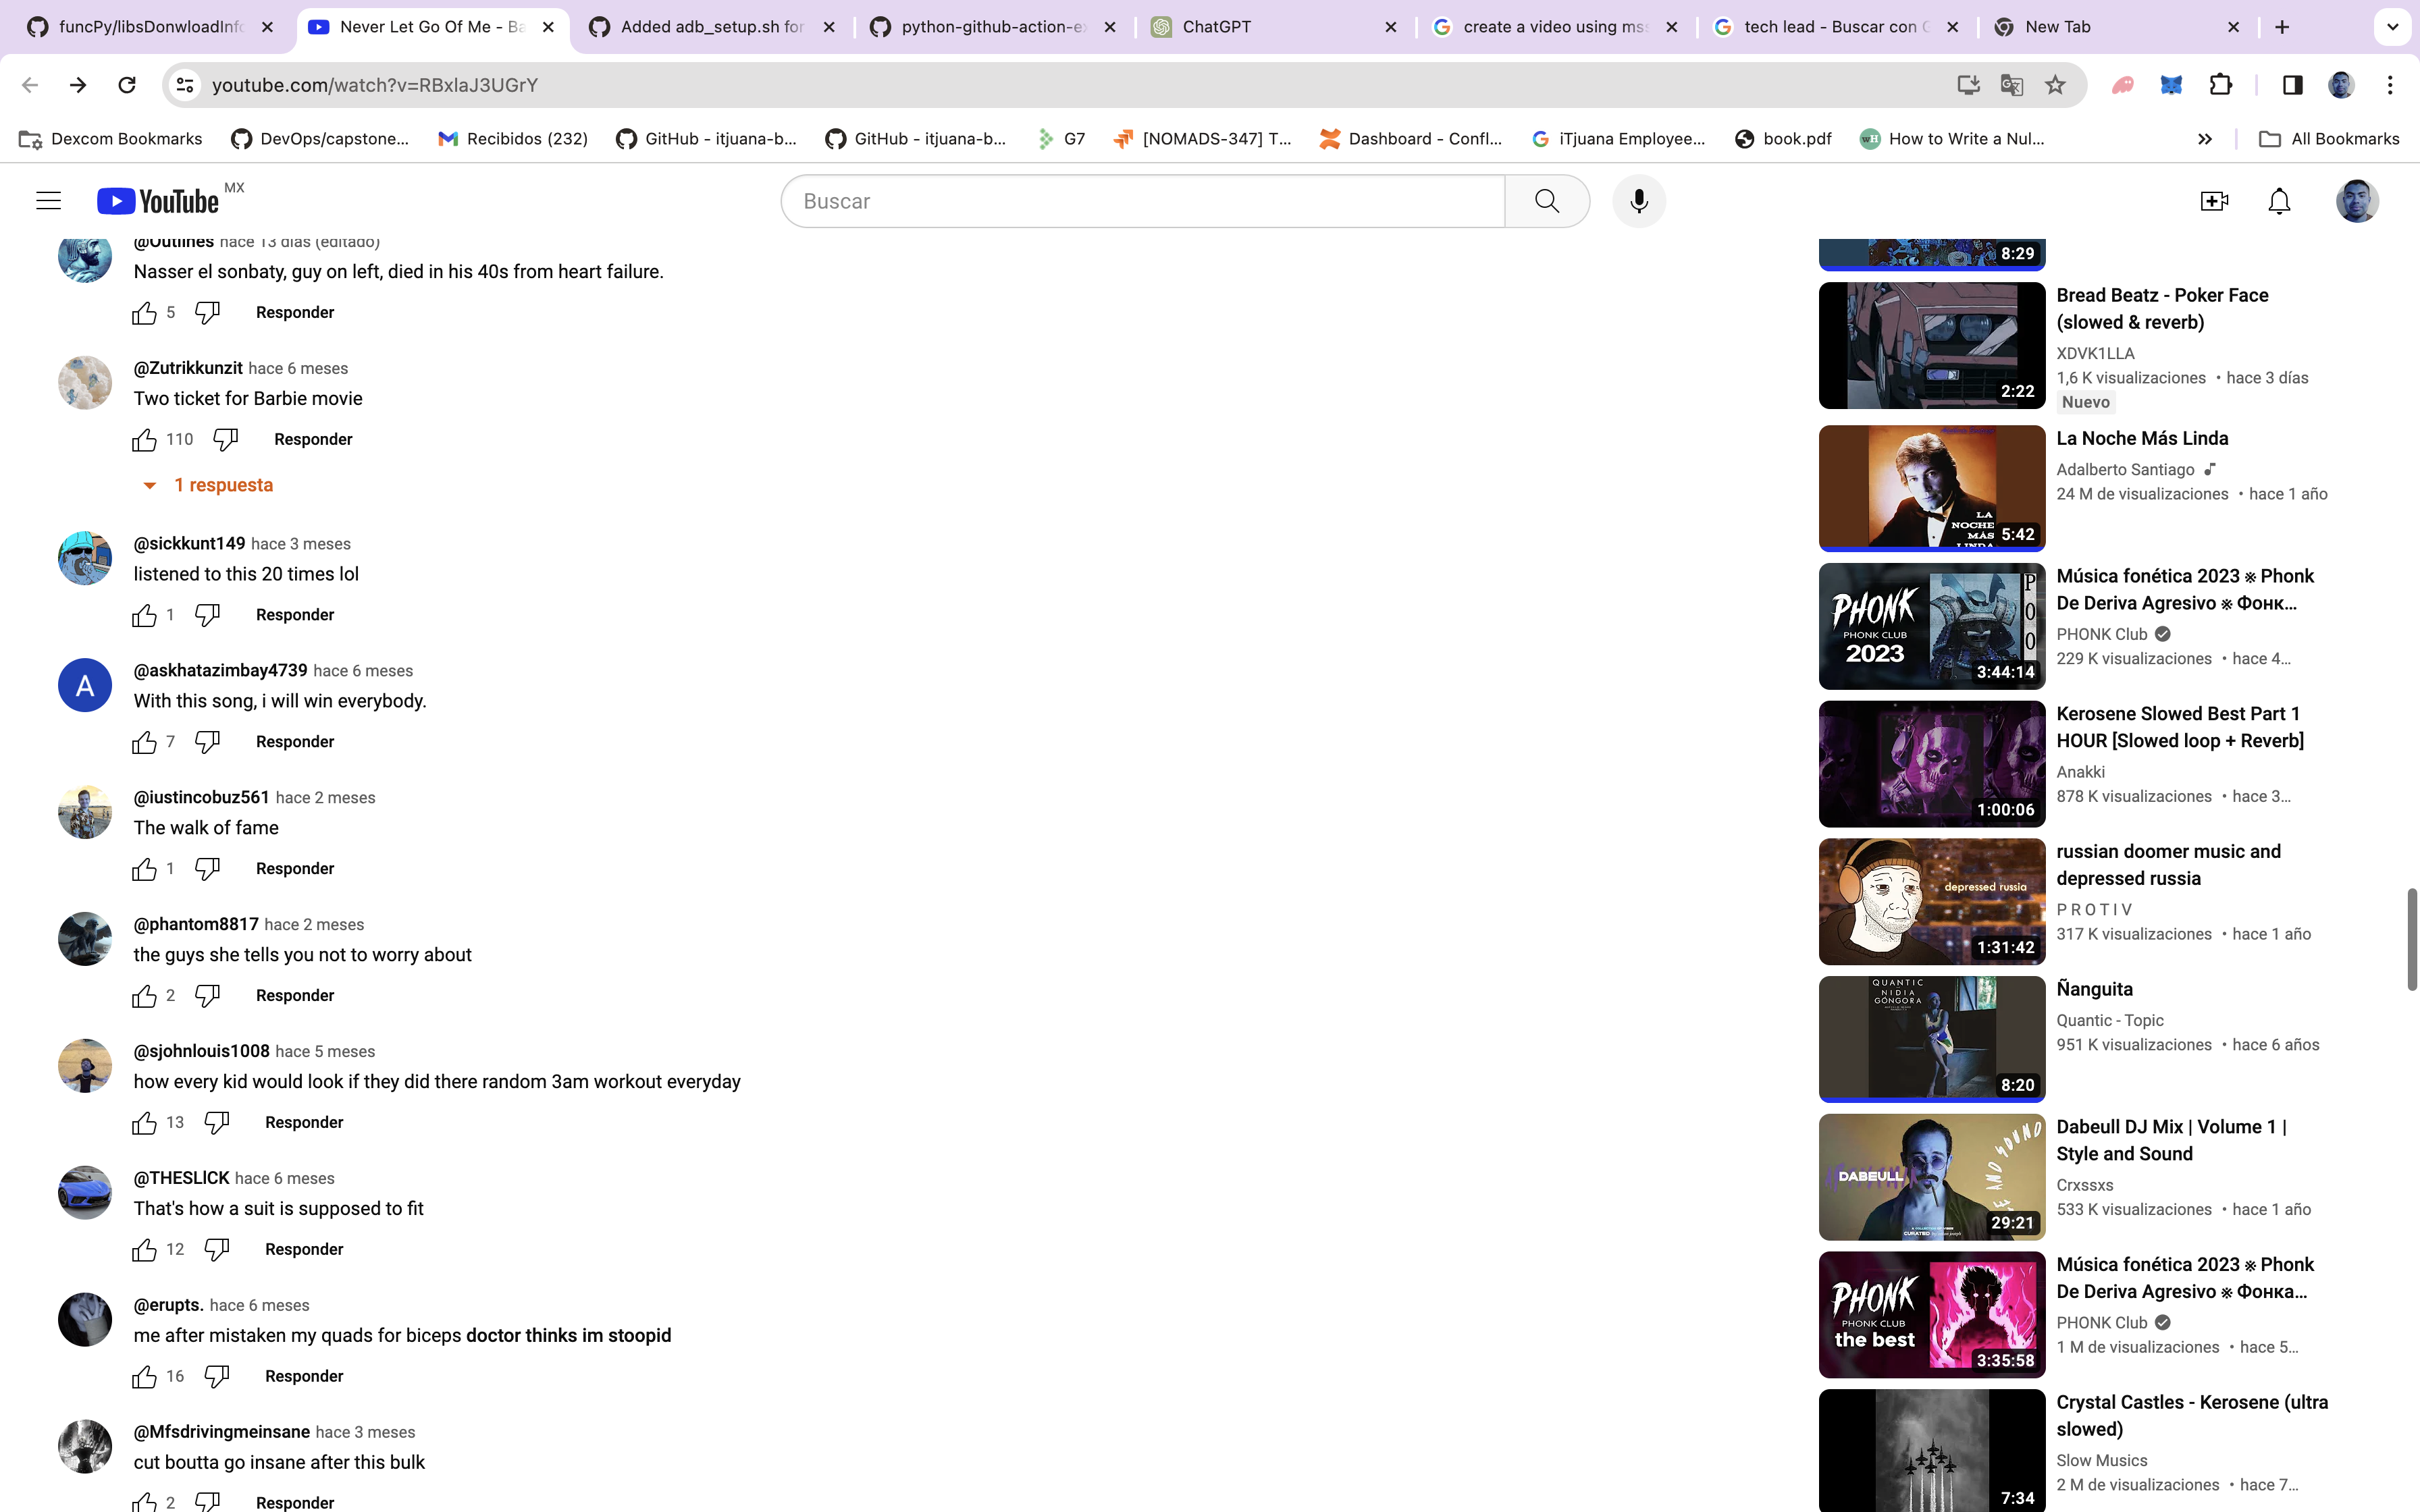 funcPy/libsDonwloadInfo
Never Let Go Of Me - Ba
Added adb_setup.sh for
python-github-action-ex
ChatGPT
create a video using mss
tech lead - Buscar con G
New Tab
youtube.com/watch?v=RBxlaJ3UGrY
Dexcom Bookmarks
DevOps/capstone...
Recibidos (232)
GitHub - itjuana-b...
GitHub - itjuana-b...
G7
[NOMADS-347] T...
Dashboard - Confl...
iTjuana Employee...
book.pdf
How to Write a Nul...
All Bookmarks
YouTube MX
Buscar
@Outlines hace 13 días (editado)
Nasser el sonbaty, guy on left, died in his 40s from heart failure.
5 Responder
@Zutrikkunzit hace 6 meses
Two ticket for Barbie movie
110 Responder
1 respuesta
@sickkunt149 hace 3 meses
listened to this 20 times lol
1 Responder
A
@askhatazimbay4739 hace 6 meses
With this song, i will win everybody.
7 Responder
@iustincobuz561 hace 2 meses
The walk of fame
1 Responder
@phantom8817 hace 2 meses
the guys she tells you not to worry about
2 Responder
@sjohnlouis1008 hace 5 meses
how every kid would look if they did there random 3am workout everyday
13 Responder
@THESLlCK hace 6 meses
That's how a suit is supposed to fit
12 Responder
@erupts. hace 6 meses
me after mistaken my quads for biceps doctor thinks im stoopid
16 Responder
@Mfsdrivingmeinsane hace 3 meses
cut boutta go insane after this bulk
2 Responder
8:29
2:22
Bread Beatz - Poker Face
(slowed & reverb)
XDVK1LLA
1,6 K visualizaciones • hace 3 días
Nuevo
LA
NOCHE
MÁS
LINDA
5:42
La Noche Más Linda
Adalberto Santiago
24 M de visualizaciones • hace 1 año
PHONK
PHONK CLUB
2023
3:44:14
Música fonética 2023 ※ Phonk
De Deriva Agresivo ※ Фонк...
PHONK Club
229 K visualizaciones • hace 4...
1:00:06
Kerosene Slowed Best Part 1
HOUR [Slowed loop + Reverb]
Anakki
878 K visualizaciones • hace 3...
depressed russia
1:31:42
russian doomer music and
depressed russia
P R O T I V
317 K visualizaciones • hace 1 año
QUANTIC
NIDIA
GÓNGORA
8:20
Ñanguita
Quantic - Topic
951 K visualizaciones • hace 6 años
DABEULL
AND SOUND
CURATED
29:21
Dabeull DJ Mix | Volume 1 |
Style and Sound
Crxssxs
533 K visualizaciones • hace 1 año
PHONK
PHONK CLUB
the best
3:35:58
Música fonética 2023 ※ Phonk
De Deriva Agresivo ※ Фонка...
PHONK Club
1 M de visualizaciones • hace 5...
7:34
Crystal Castles - Kerosene (ultra
slowed)
Slow Musics
2 M de visualizaciones • hace 7...